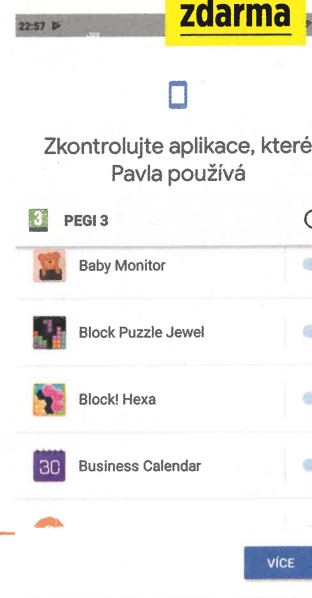 zdarma
22:57
Zkontrolujte aplikace, které
Pavla používá
3 PEGI 3
Baby Monitor
Block Puzzle Jewel
Block! Hexa
30 Business Calendar
VÍCE